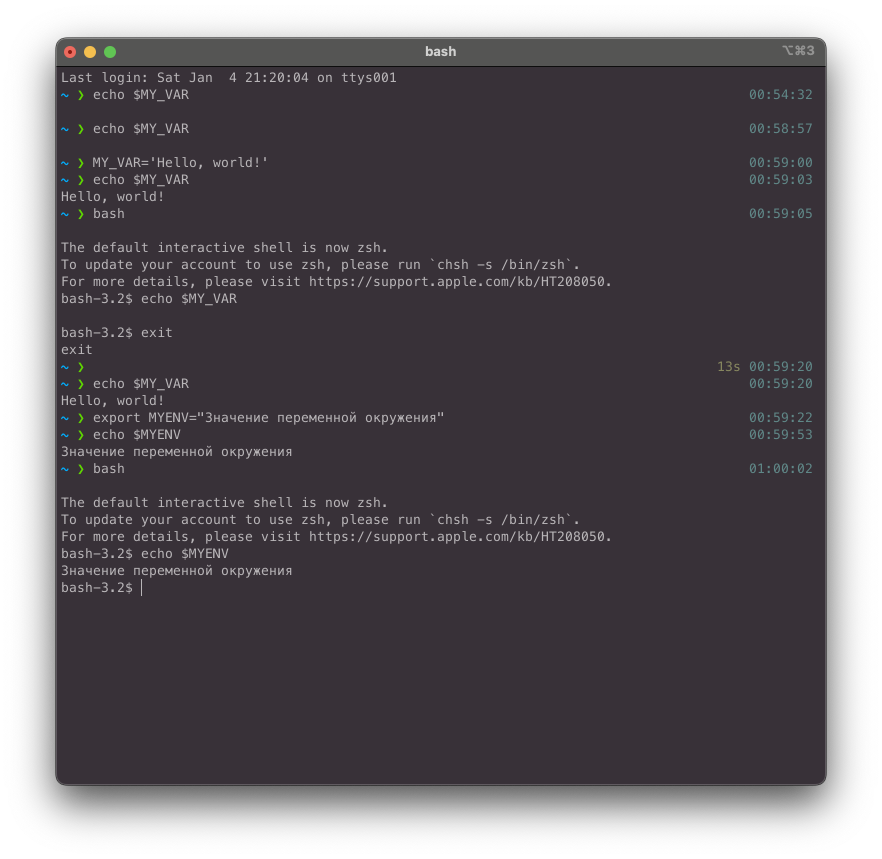 bash
⌥⌘3
Last login: Sat Jan  4 21:20:04 on ttys001
~ ❯ echo $MY_VAR 00:54:32
~ ❯ echo $MY_VAR 00:58:57
~ ❯ MY_VAR='Hello, world!' 00:59:00
~ ❯ echo $MY_VAR 00:59:03
Hello, world!
~ ❯ bash 00:59:05
The default interactive shell is now zsh.
To update your account to use zsh, please run `chsh -s /bin/zsh`.
For more details, please visit https://support.apple.com/kb/HT208050.
bash-3.2$ echo $MY_VAR
bash-3.2$ exit
exit
~ ❯ 13s 00:59:20
~ ❯ echo $MY_VAR 00:59:20
Hello, world!
~ ❯ export MYENV="Значение переменной окружения" 00:59:22
~ ❯ echo $MYENV 00:59:53
Значение переменной окружения
~ ❯ bash 01:00:02
The default interactive shell is now zsh.
To update your account to use zsh, please run `chsh -s /bin/zsh`.
For more details, please visit https://support.apple.com/kb/HT208050.
bash-3.2$ echo $MYENV
Значение переменной окружения
bash-3.2$